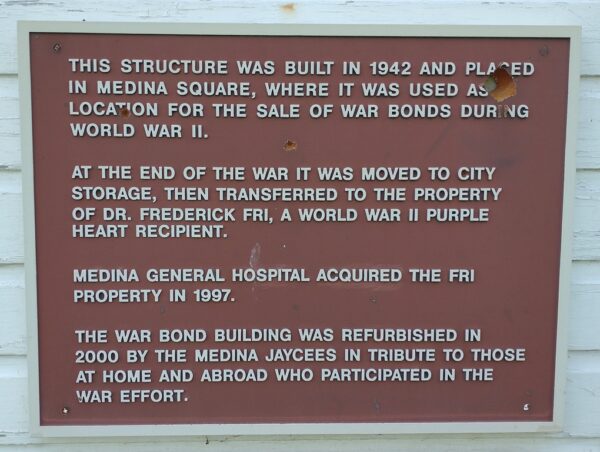 THIS STRUCTURE WAS BUILT IN 1942 AND PLACED
IN MEDINA SQUARE, WHERE IT WAS USED AS
LOCATION FOR THE SALE OF WAR BONDS DURING
WORLD WAR II.
AT THE END OF THE WAR IT WAS MOVED TO CITY
STORAGE, THEN TRANSFERRED TO THE PROPERTY
OF DR. FREDERICK FRI, A WORLD WAR II PURPLE
HEART RECIPIENT.
MEDINA GENERAL HOSPITAL ACQUIRED THE FRI
PROPERTY IN 1997.
THE WAR BOND BUILDING WAS REFURBISHED IN
2000 BY THE MEDINA JAYCEES IN TRIBUTE TO THOSE
AT HOME AND ABROAD WHO PARTICIPATED IN THE
WAR EFFORT.